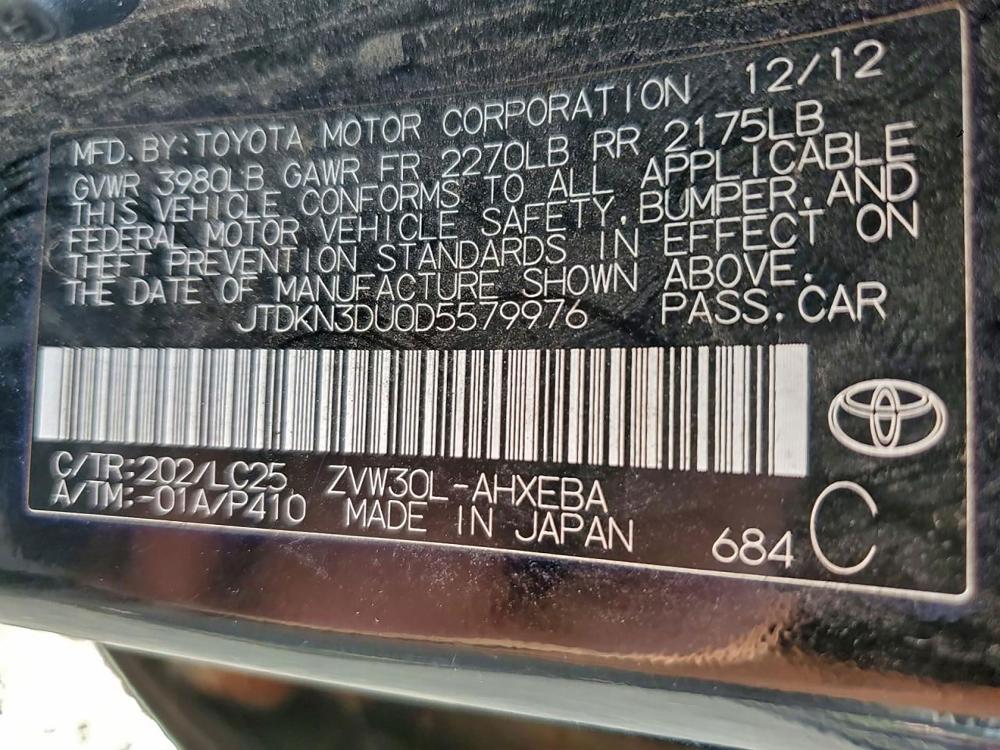 MFD. BY: TOYOTA MOTOR CORPORATION 12/12
GVWR 3980LB GAWR FR 2270LB RR 2175LB
THIS VEHICLE CONFORMS TO ALL APPLICABLE
FEDERAL MOTOR VEHICLE SAFETY, BUMPER, AND
THEFT PREVENTION STANDARDS IN EFFECT ON
THE DATE OF MANUFACTURE SHOWN ABOVE.
JTDKN3DU0D5579976 PASS. CAR
C/TR:202/LC25 ZVW30L-AHXEBA
A/TM:-01A/P410 MADE IN JAPAN 684 C